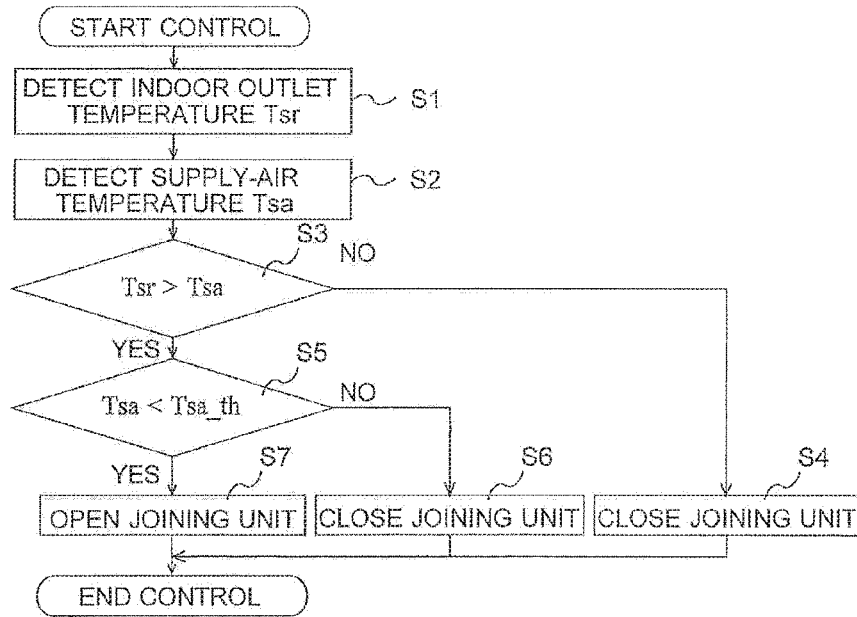 START CONTROL
DETECT INDOOR OUTLET
TEMPERATURE Tsr
S1
DETECT SUPPLY-AIR
TEMPERATURE Tsa
S2
S3
NO
Tsr > Tsa
YES
S5
NO
Tsa < Tsa_th
YES
S7
S6
S4
OPEN JOINING UNIT
CLOSE JOINING UNIT
CLOSE JOINING UNIT
END CONTROL